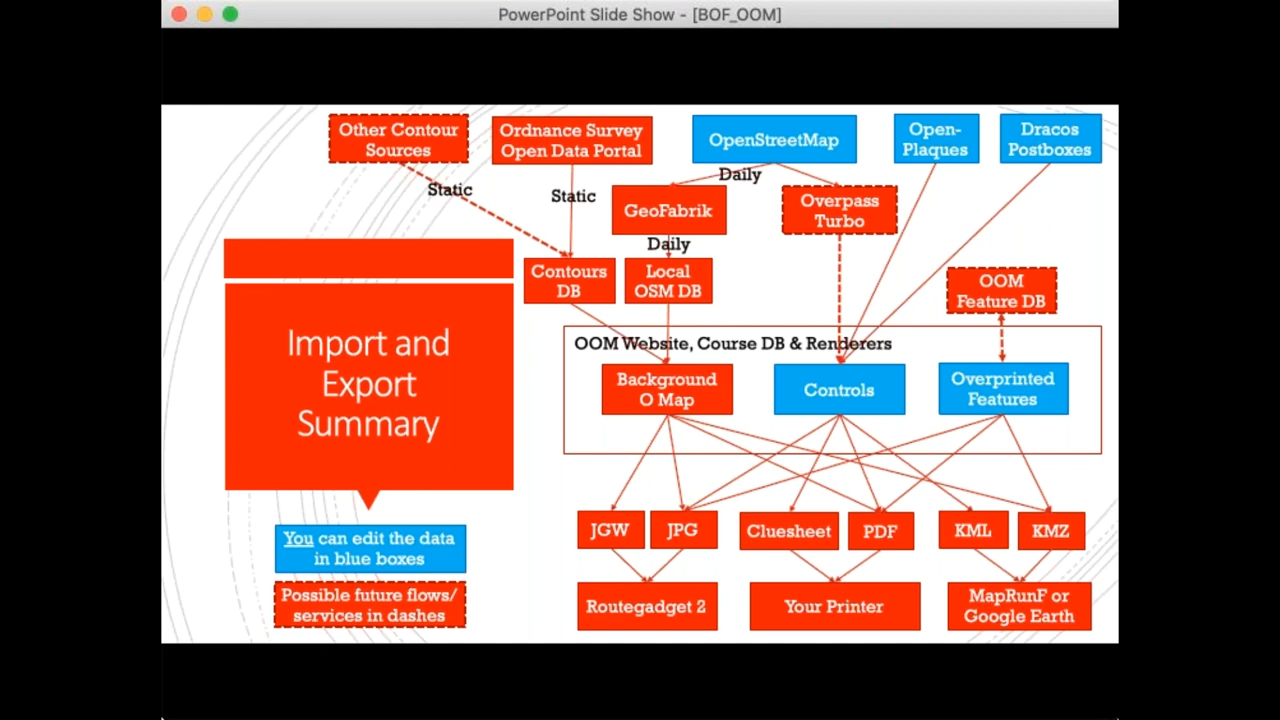 PowerPoint Slide Show - [BOF_OOM]
Other Contour
Sources
Ordnance Survey
Open Data Portal
OpenStreetMap
Open-
Plaques
Dracos
Postboxes
Static
Static
Daily
GeoFabrik
Overpass
Turbo
Daily
Contours
DB
Local
OSM DB
OOM
Feature DB
Import and
Export
Summary
OOM Website, Course DB & Renderers
Background
O Map
Controls
Overprinted
Features
JGW
JPG
Cluesheet
PDF
KML
KMZ
You can edit the data
in blue boxes
Possible future flows/
services in dashes
Routegadget 2
Your Printer
MapRunF or
Google Earth